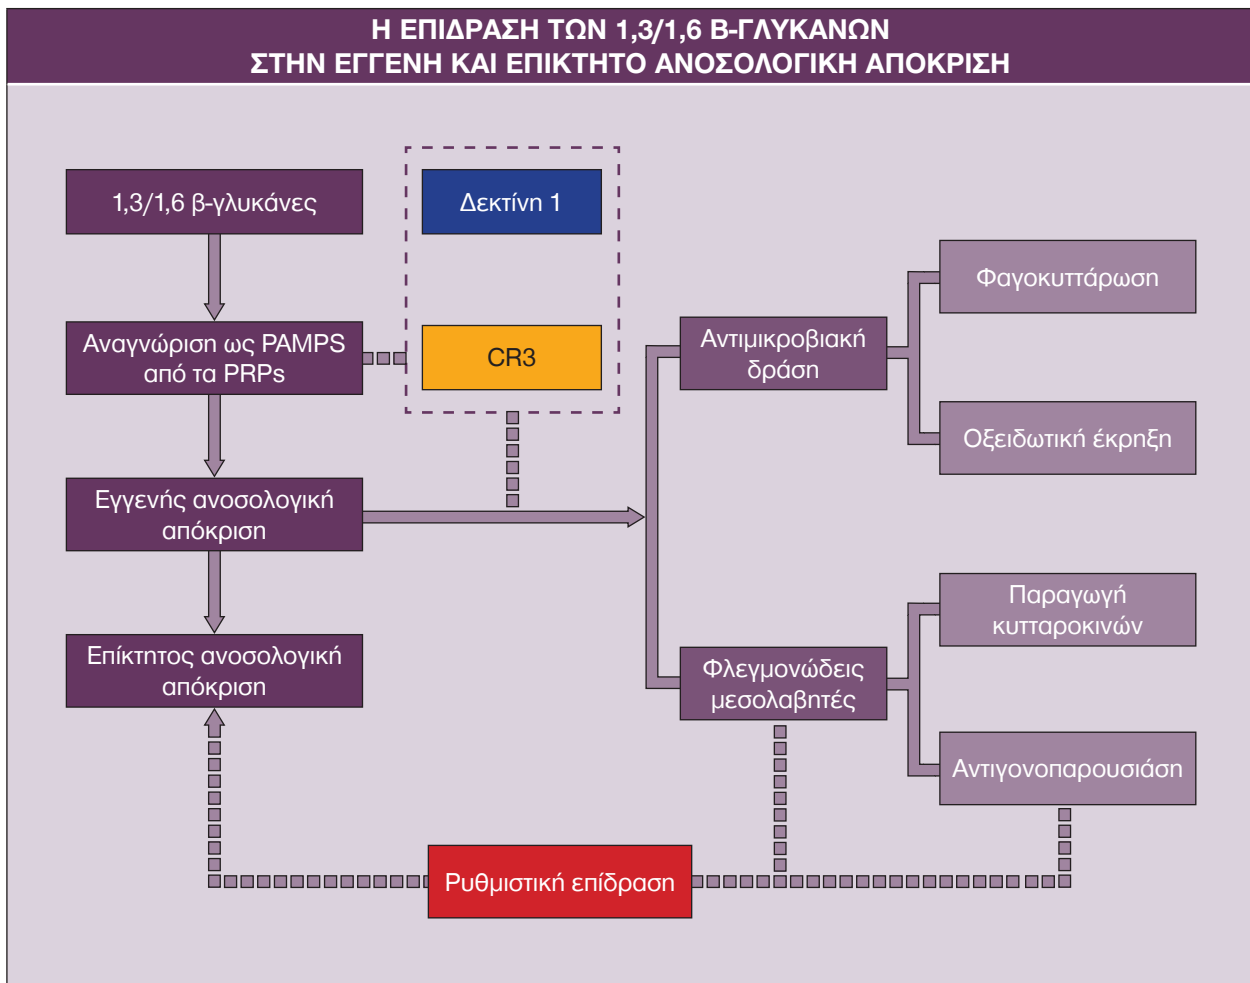 Η ΕΠΙΔΡΑΣΗ ΤΩΝ 1,3/1,6 Β-ΓΛΥΚΑΝΩΝ
ΣΤΗΝ ΕΓΓΕΝΗ ΚΑΙ ΕΠΙΚΤΗΤΟ ΑΝΟΣΟΛΟΓΙΚΗ ΑΠΟΚΡΙΣΗ
1,3/1,6 β-γλυκάνες
Δεκτίνη 1
Αναγνώριση ως PAMPS
από τα PRPs
CR3
Εγγενής ανοσολογική
απόκριση
Επίκτητος ανοσολογική
απόκριση
Αντιμικροβιακή
δράση
Φλεγμονώδεις
μεσολαβητές
Φαγοκυττάρωση
Οξειδωτική έκρηξη
Παραγωγή
κυτταροκινών
Αντιγονοπαρουσιάση
Ρυθμιστική επίδραση